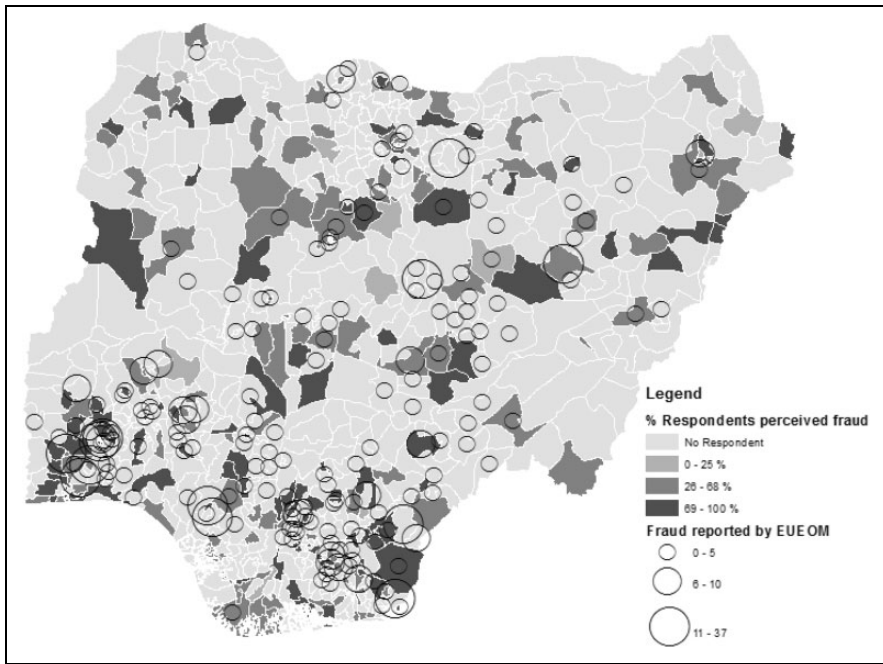 Legend
% Respondents perceived fraud
No Respondent
0 - 25 %
26 - 68 %
69 - 100 %
Fraud reported by EUEOM
0 - 5
6 - 10
11 - 37